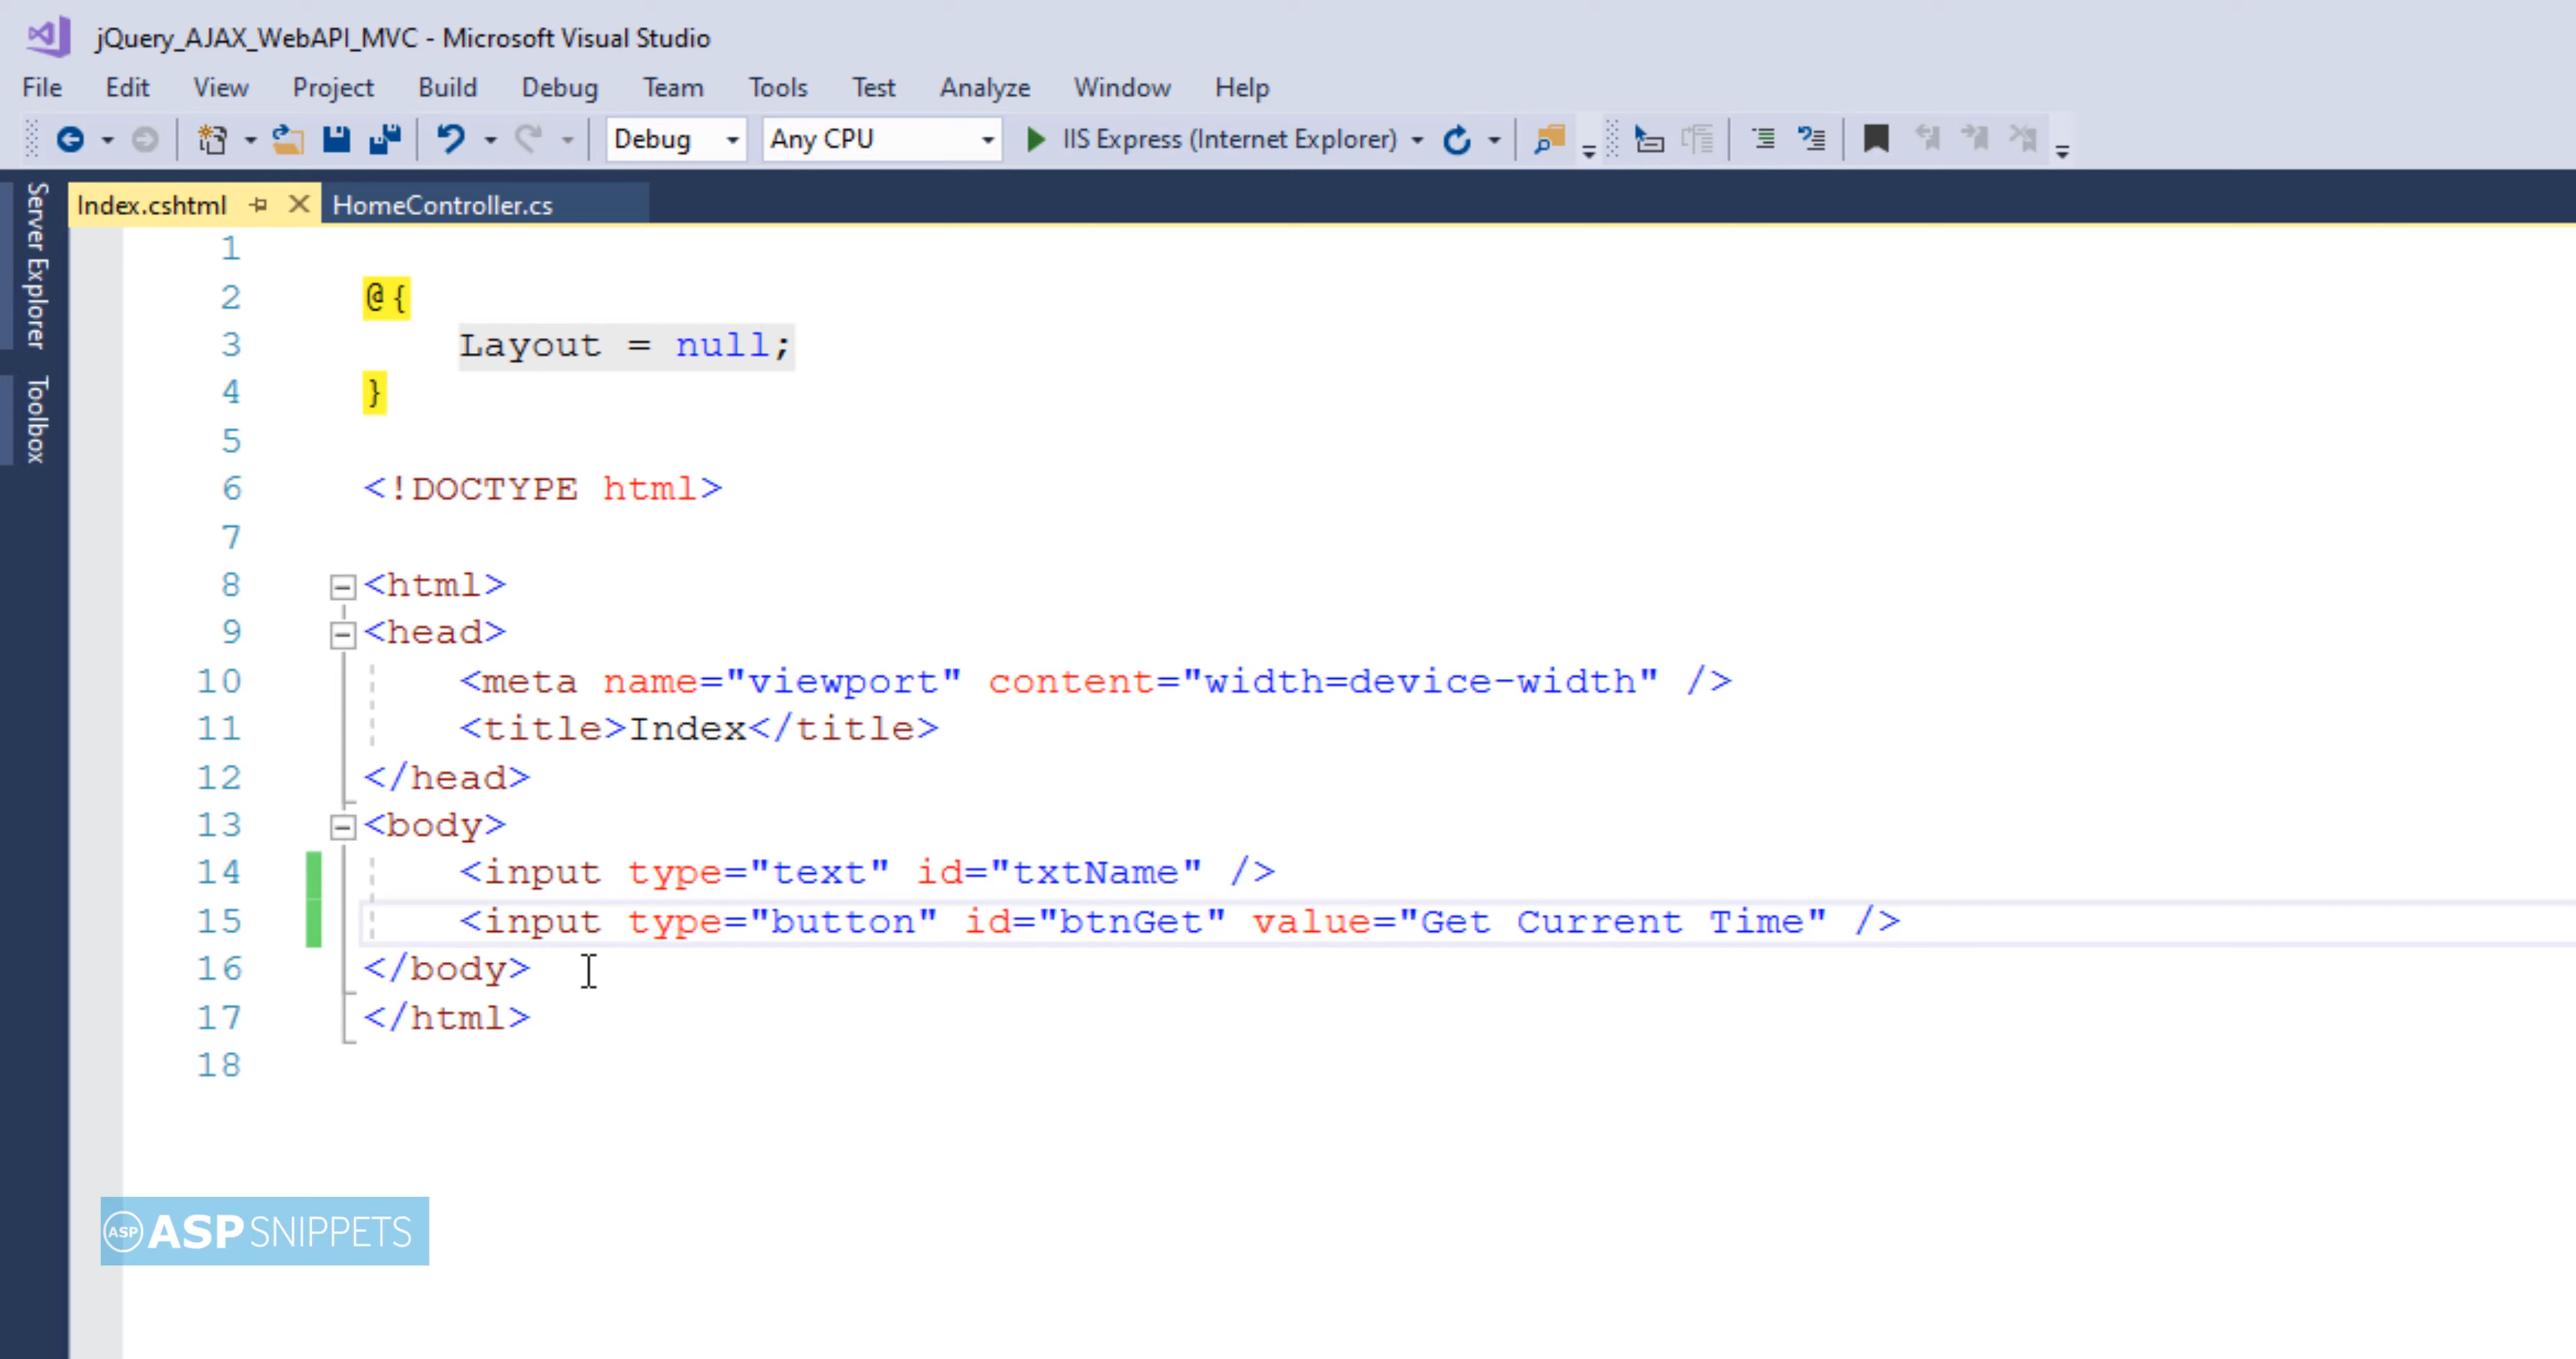 jQuery_AJAX_WebAPI_MVC - Microsoft Visual Studio
File Edit View Project Build Debug Team Tools Test Analyze Window Help
Debug Any CPU IIS Express (Internet Explorer)
Server Explorer
Toolbox
Index.cshtml HomeController.cs
1
2 @{
3 Layout = null;
4 }
5
6 <!DOCTYPE html>
7
8 <html>
9 <head>
10 <meta name="viewport" content="width=device-width" />
11 <title>Index</title>
12 </head>
13 <body>
14 <input type="text" id="txtName" />
15 <input type="button" id="btnGet" value="Get Current Time" />
16 </body>
17 </html>
18
ASP ASPSNIPPETS